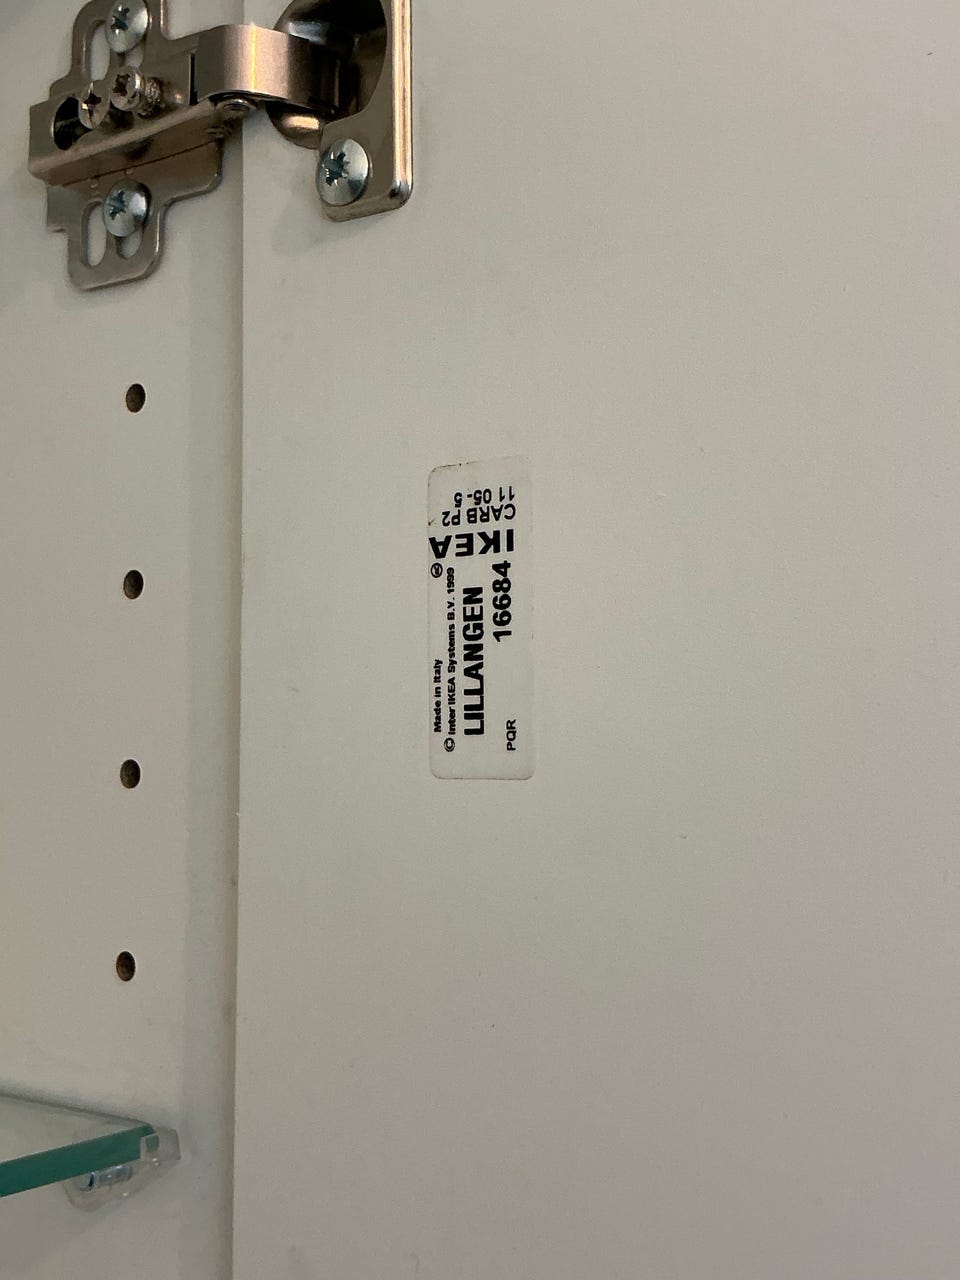 Made in Italy
© Inter IKEA Systems B.V. 1999
LILLANGEN
16684
PQR
IKEA®
CARB P2
11 05-5